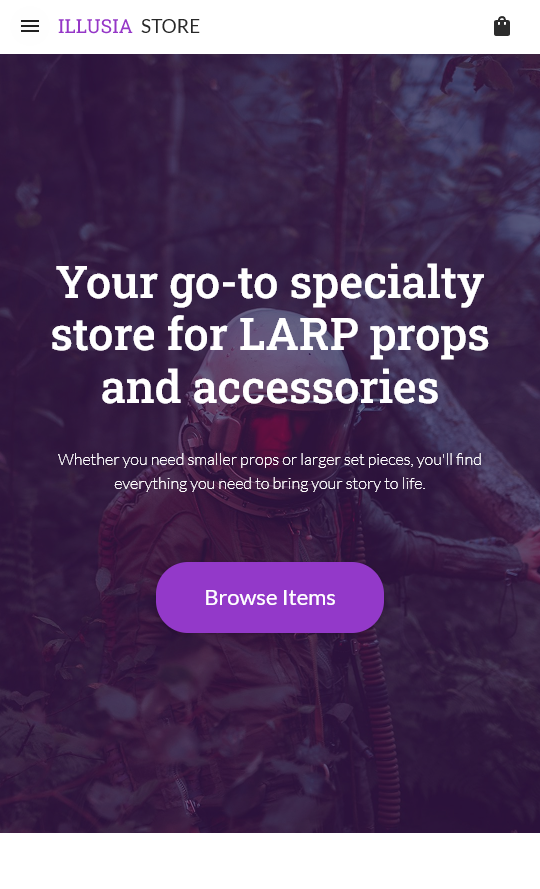 ILLUSIA STORE
Your go-to specialty
store for LARP props
and accessories
Whether you need smaller props or larger set pieces, you'll find
everything you need to bring your story to life.
Browse Items